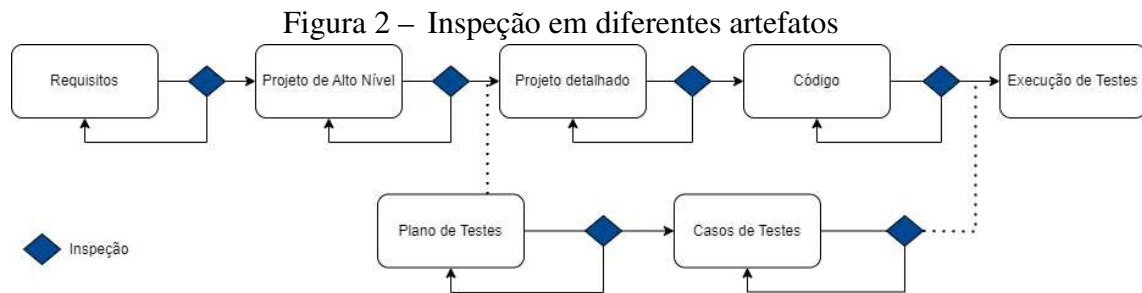 Figura 2 – Inspeção em diferentes artefatos
Requisitos
Projeto de Alto Nível
Projeto detalhado
Código
Execução de Testes
Plano de Testes
Casos de Testes
Inspeção